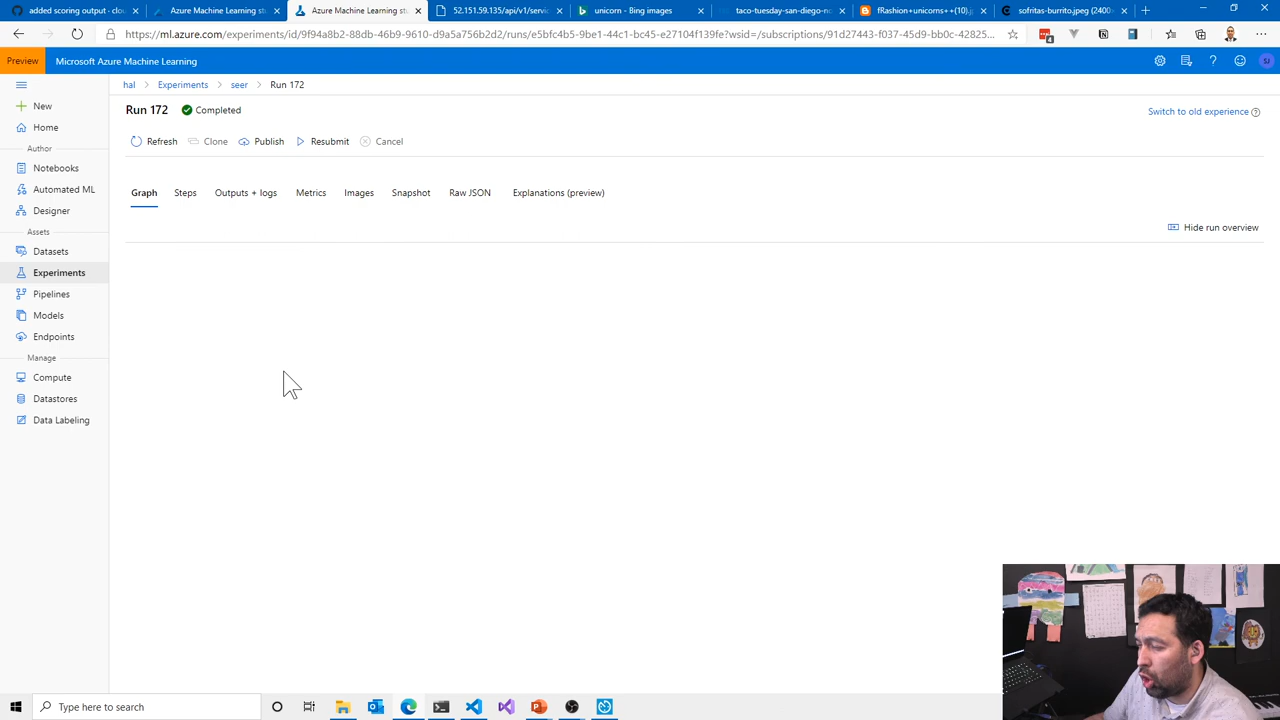 added scoring output · clou
Azure Machine Learning stu
Azure Machine Learning stu
52.151.59.135/api/v1/servi
unicorn - Bing images
taco-tuesday-san-diego-no
fRashion+unicorns++(10).j
sofritas-burrito.jpeg (2400×
https://ml.azure.com/experiments/id/9f94a8b2-88db-46b9-9610-d9a5a756b2d2/runs/e5bfc4b5-9be1-44c1-bc45-e27104f139fe?wsid=/subscriptions/91d27443-f037-45d9-bb0c-42825...
Preview
Microsoft Azure Machine Learning
SJ
hal > Experiments > seer > Run 172
Run 172 Completed
Switch to old experience
Refresh Clone Publish Resubmit Cancel
Graph Steps Outputs + logs Metrics Images Snapshot Raw JSON Explanations (preview)
Hide run overview
New
Home
Author
Notebooks
Automated ML
Designer
Assets
Datasets
Experiments
Pipelines
Models
Endpoints
Manage
Compute
Datastores
Data Labeling
Type here to search